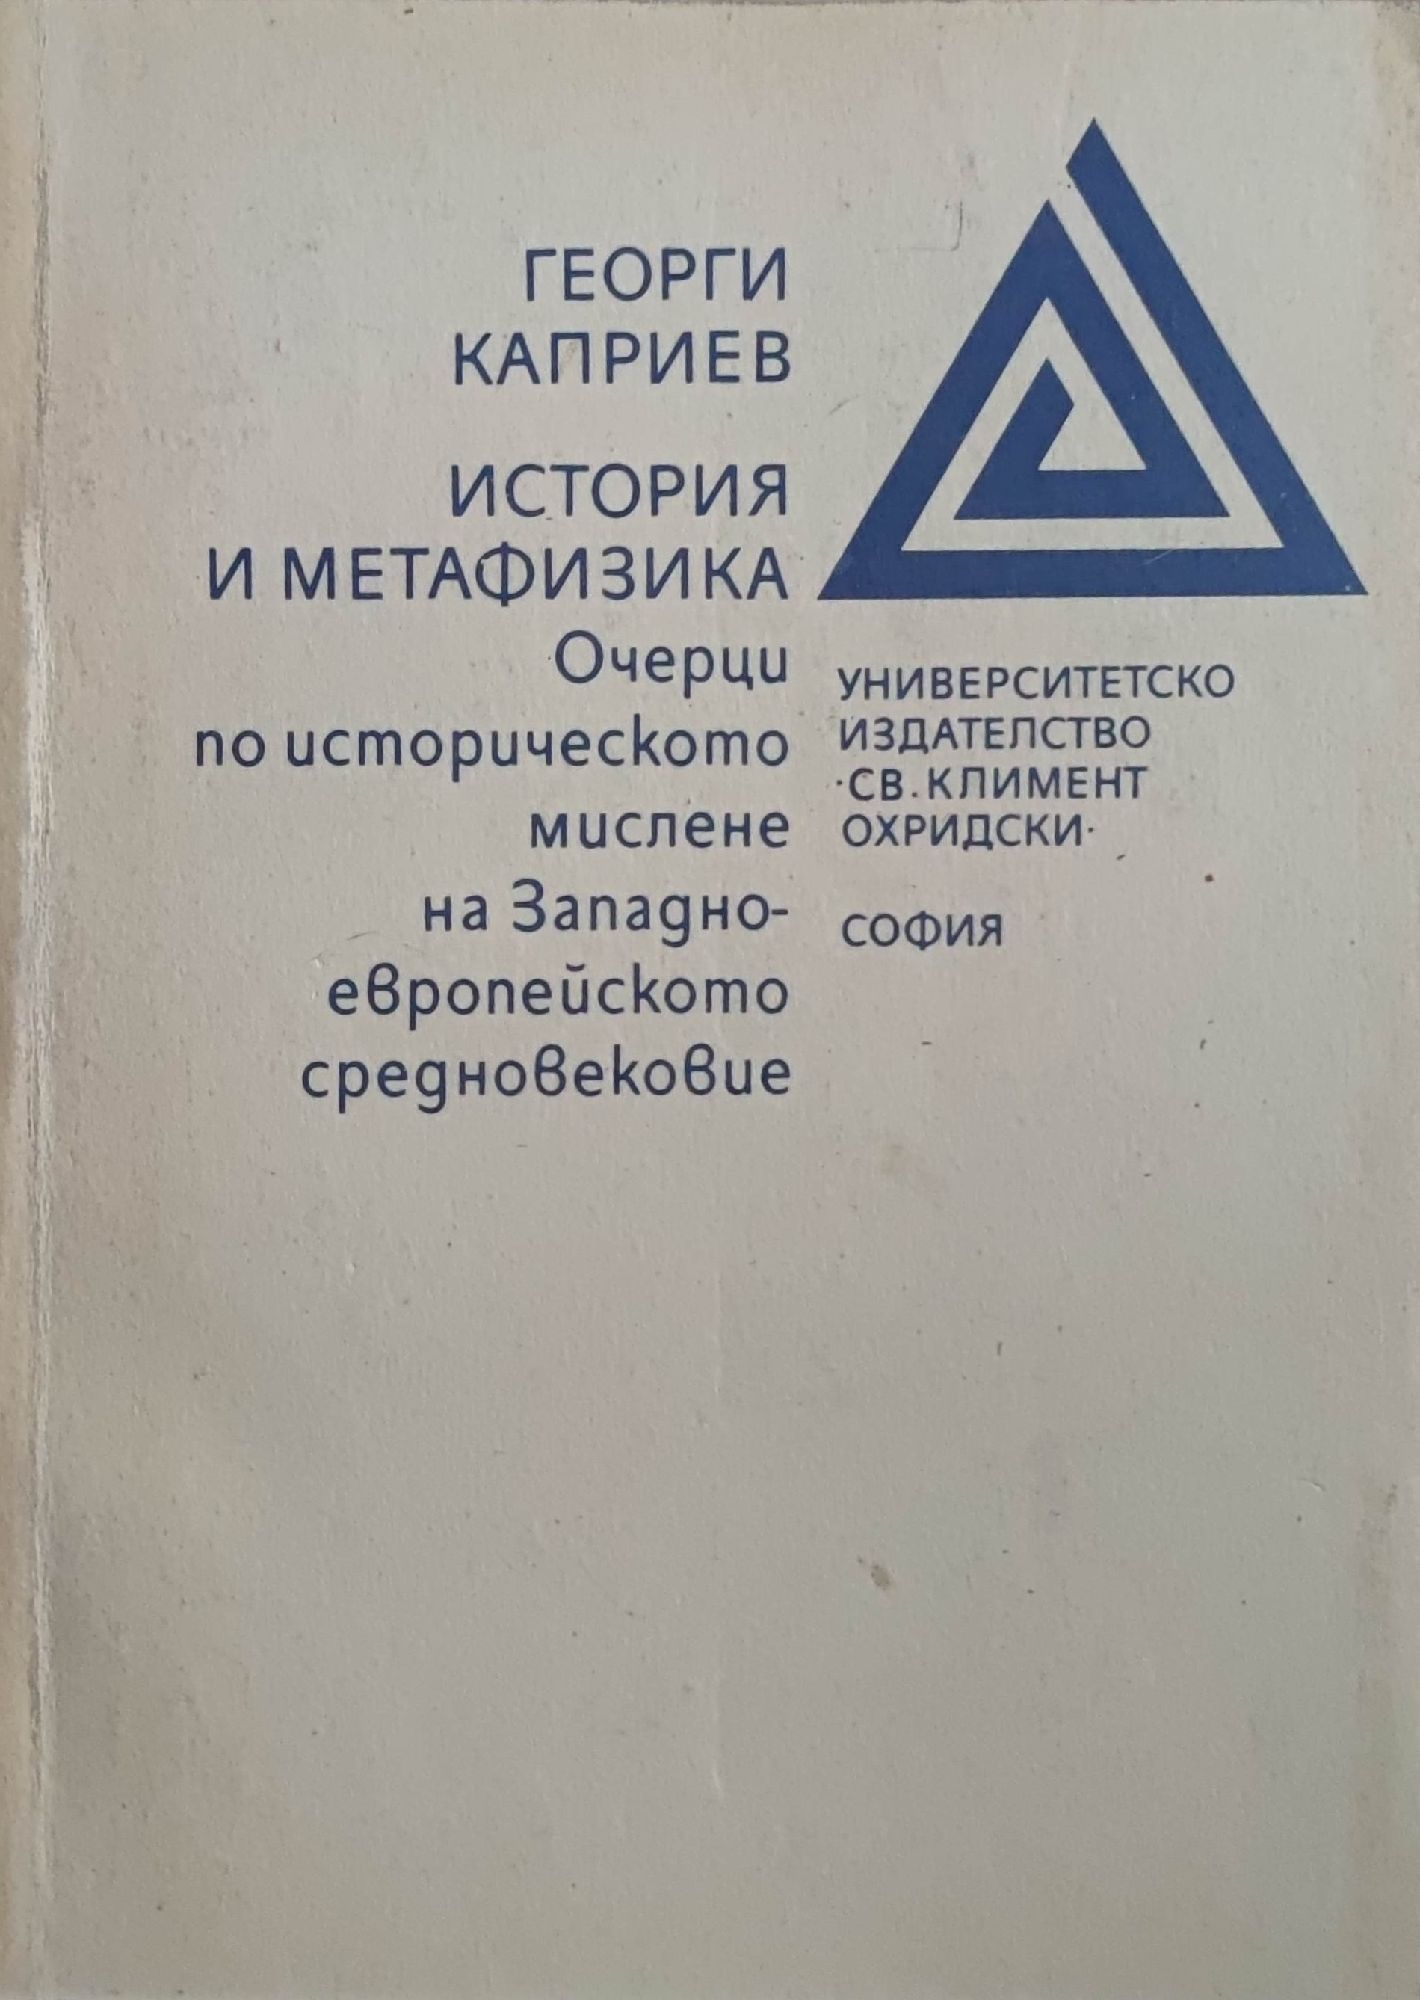 ГЕОРГИ
КАПРИЕВ
ИСТОРИЯ
И МЕТАФИЗИКА
Очерци
по историческото
мислене
на Западно-
европейското
средновековие
УНИВЕРСИТЕТСКО
ИЗДАТЕЛСТВО
·СВ. КЛИМЕНТ
ОХРИДСКИ·
СОФИЯ